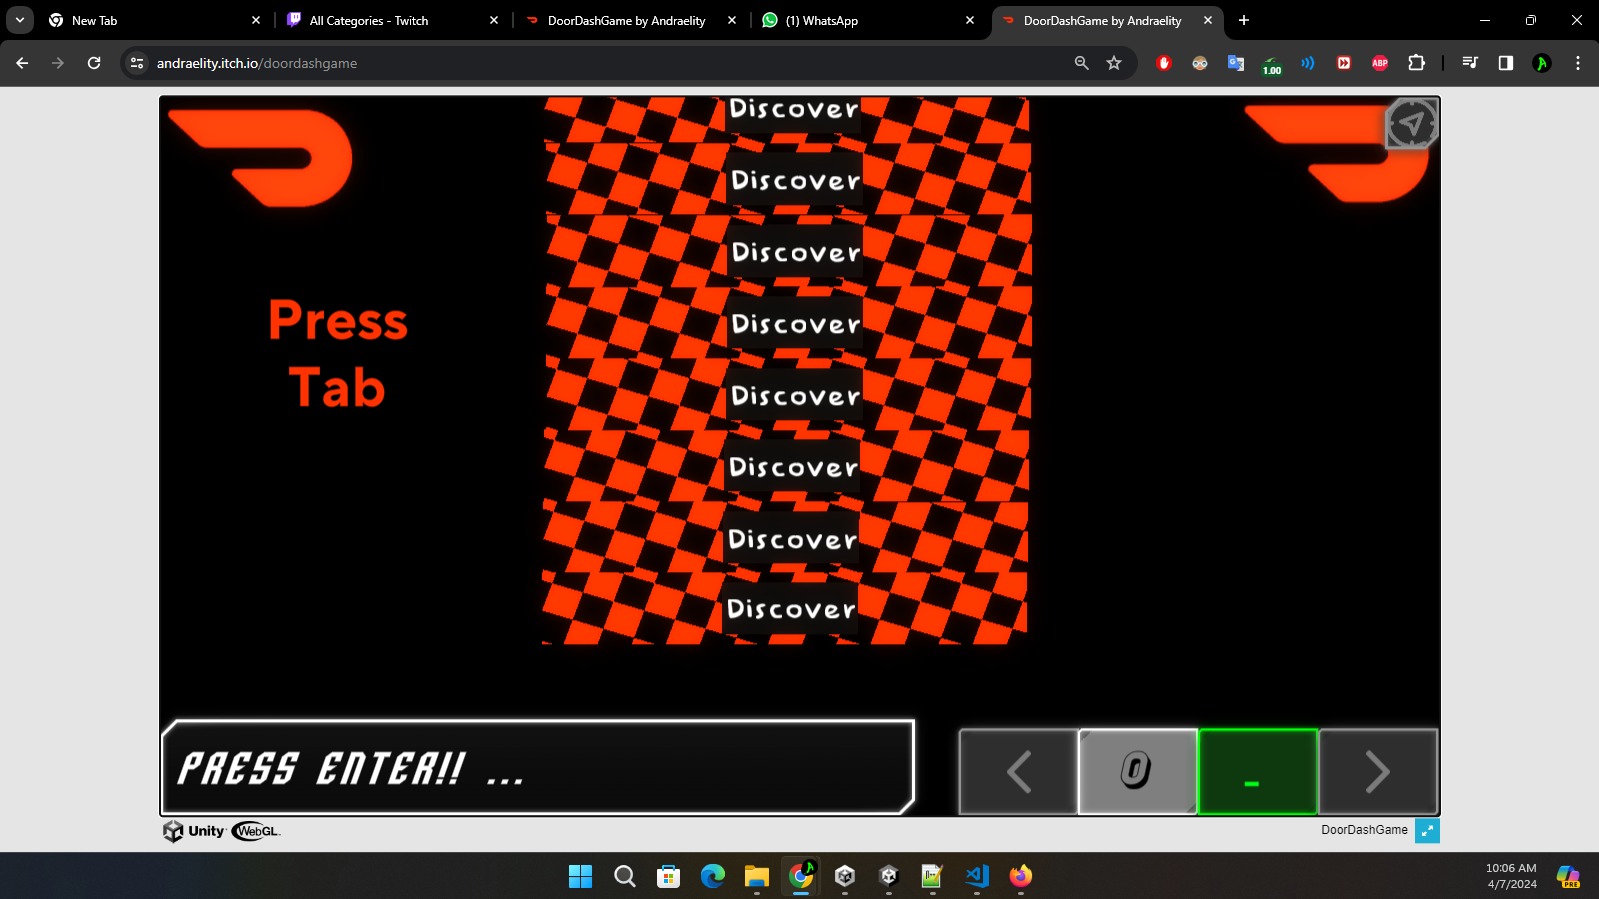 New Tab
All Categories - Twitch
DoorDashGame by Andraelity
(1) WhatsApp
DoorDashGame by Andraelity
andraelity.itch.io/doordashgame
1.00
ABP
Discover
Discover
Discover
Discover
Discover
Discover
Discover
Discover
Press
Tab
PRESS ENTER!! ...
0
_
Unity WebGL
DoorDashGame
10:06 AM
4/7/2024
PRE